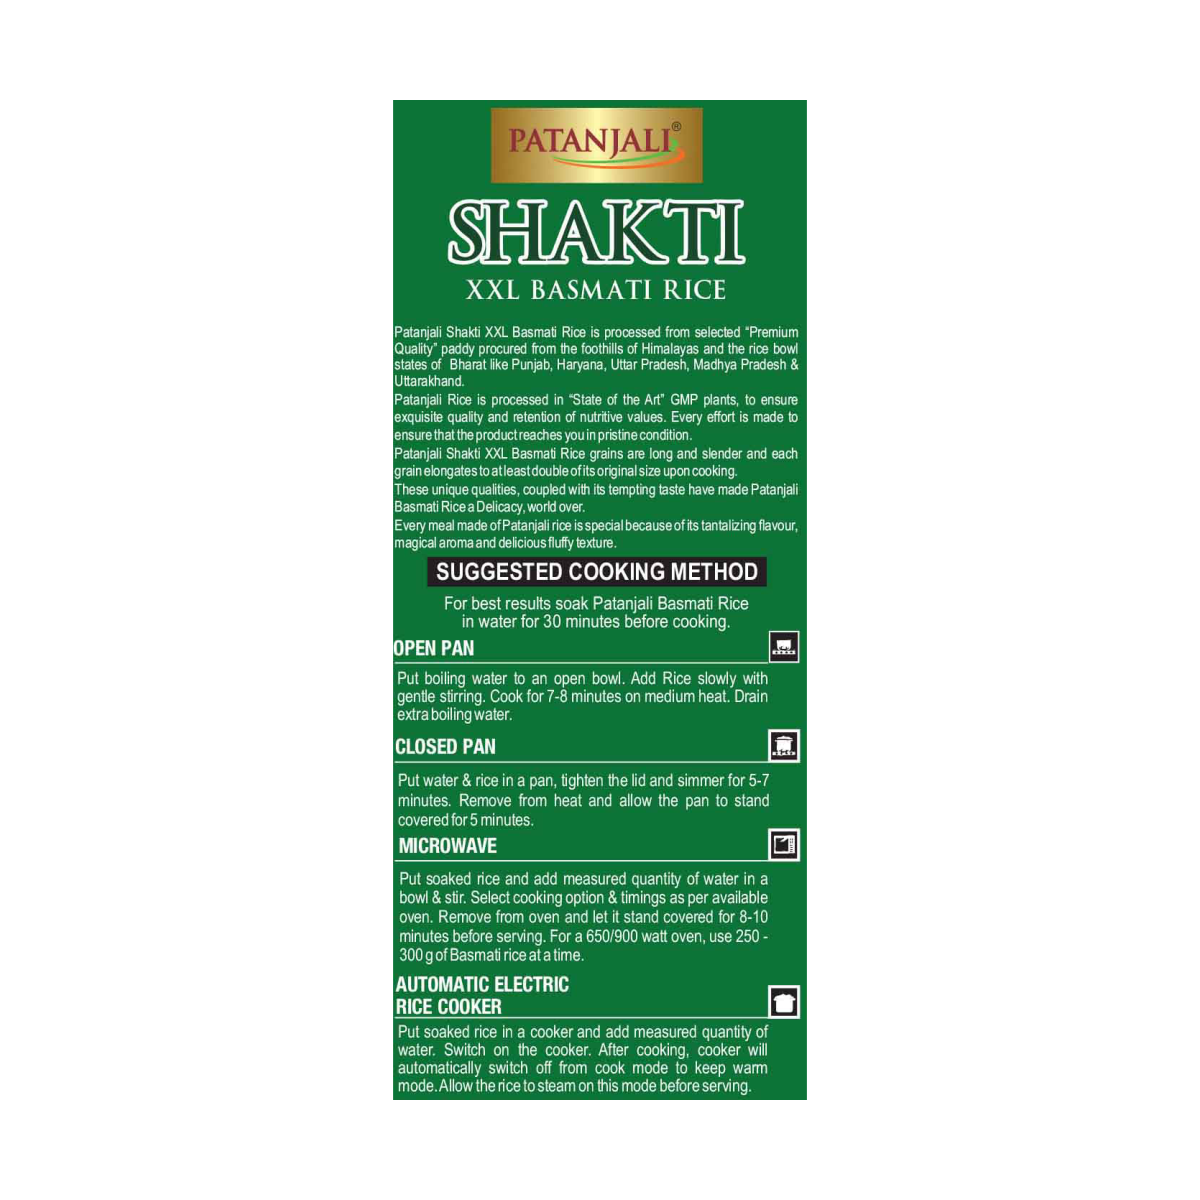 PATANJALI®
SHAKTI
XXL BASMATI RICE
Patanjali Shakti XXL Basmati Rice is processed from selected “Premium
Quality” paddy procured from the foothills of Himalayas and the rice bowl
states of Bharat like Punjab, Haryana, Uttar Pradesh, Madhya Pradesh &
Uttarakhand.
Patanjali Rice is processed in “State of the Art” GMP plants, to ensure
exquisite quality and retention of nutritive values. Every effort is made to
ensure that the product reaches you in pristine condition.
Patanjali Shakti XXL Basmati Rice grains are long and slender and each
grain elongates to at least double of its original size upon cooking.
These unique qualities, coupled with its tempting taste have made Patanjali
Basmati Rice a Delicacy, world over.
Every meal made of Patanjali rice is special because of its tantalizing flavour,
magical aroma and delicious fluffy texture.
SUGGESTED COOKING METHOD
For best results soak Patanjali Basmati Rice
in water for 30 minutes before cooking.
OPEN PAN
Put boiling water to an open bowl. Add Rice slowly with
gentle stirring. Cook for 7-8 minutes on medium heat. Drain
extra boiling water.
CLOSED PAN
Put water & rice in a pan, tighten the lid and simmer for 5-7
minutes. Remove from heat and allow the pan to stand
covered for 5 minutes.
MICROWAVE
Put soaked rice and add measured quantity of water in a
bowl & stir. Select cooking option & timings as per available
oven. Remove from oven and let it stand covered for 8-10
minutes before serving. For a 650/900 watt oven, use 250 -
300 g of Basmati rice at a time.
AUTOMATIC ELECTRIC
RICE COOKER
Put soaked rice in a cooker and add measured quantity of
water. Switch on the cooker. After cooking, cooker will
automatically switch off from cook mode to keep warm
mode. Allow the rice to steam on this mode before serving.